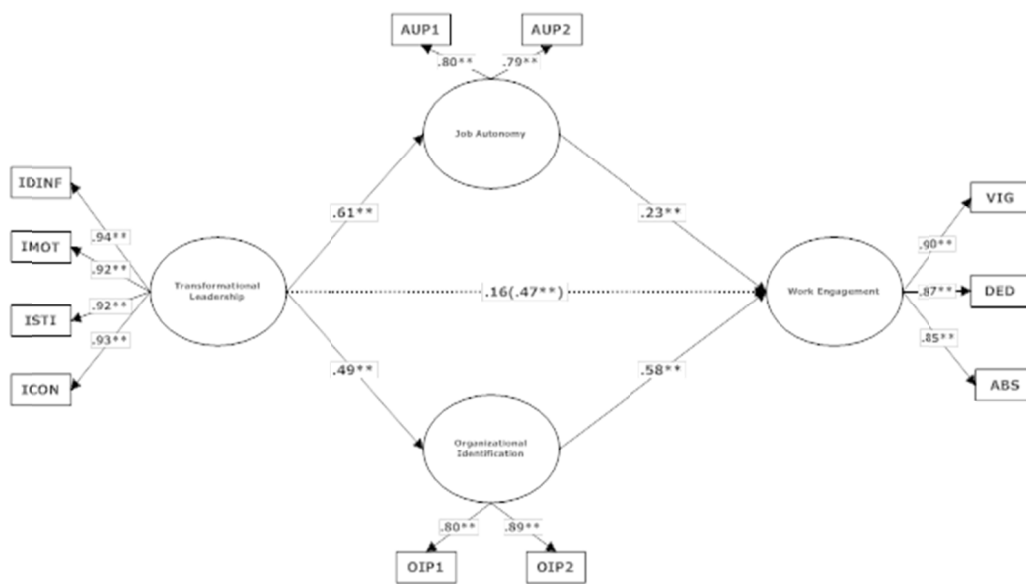 AUP1
AUP2
.80**
.79**
Job Autonomy
IDINF
VIG
.94**
.61**
.23**
IMOT
.90**
.92**
Transformational
Leadership
.16(.47**)
Work Engagement
.87**
DED
ISTI
.92**
.93**
.85**
ICON
.49**
.58**
ABS
Organizational
Identification
.80**
.89**
OIP1
OIP2